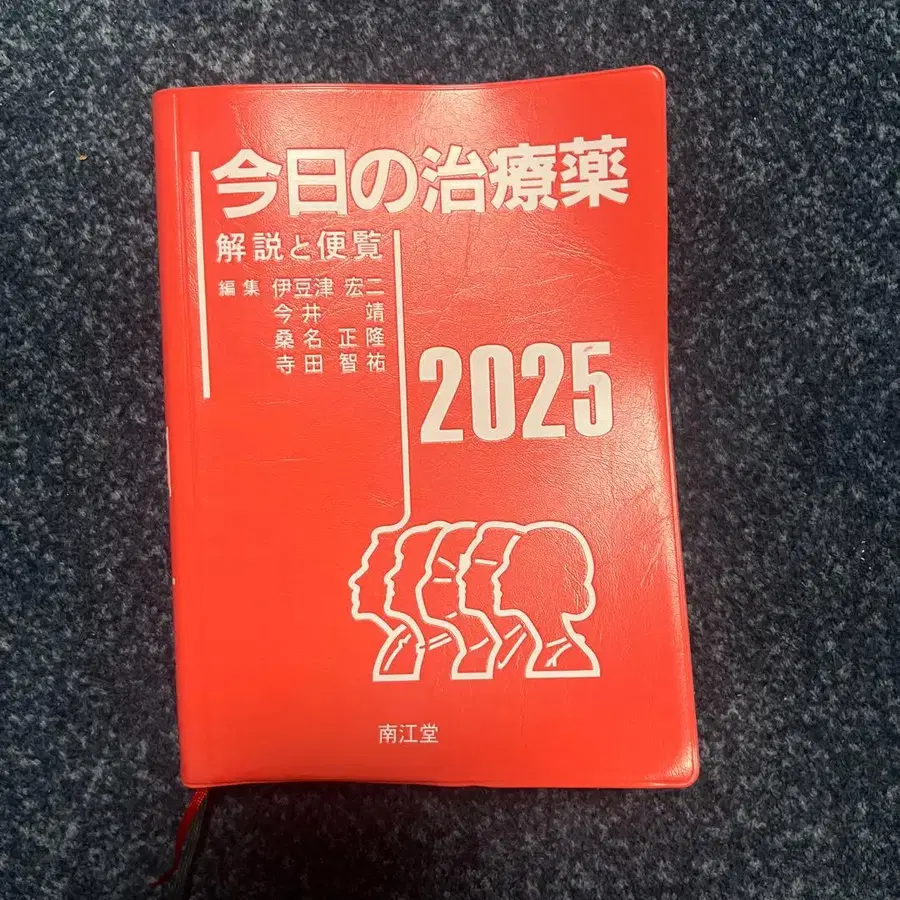 今日の治療薬
解説と便覧
編集 伊豆津 宏二
今井 靖
桑名 正隆
寺田 智祐
2025
南江堂